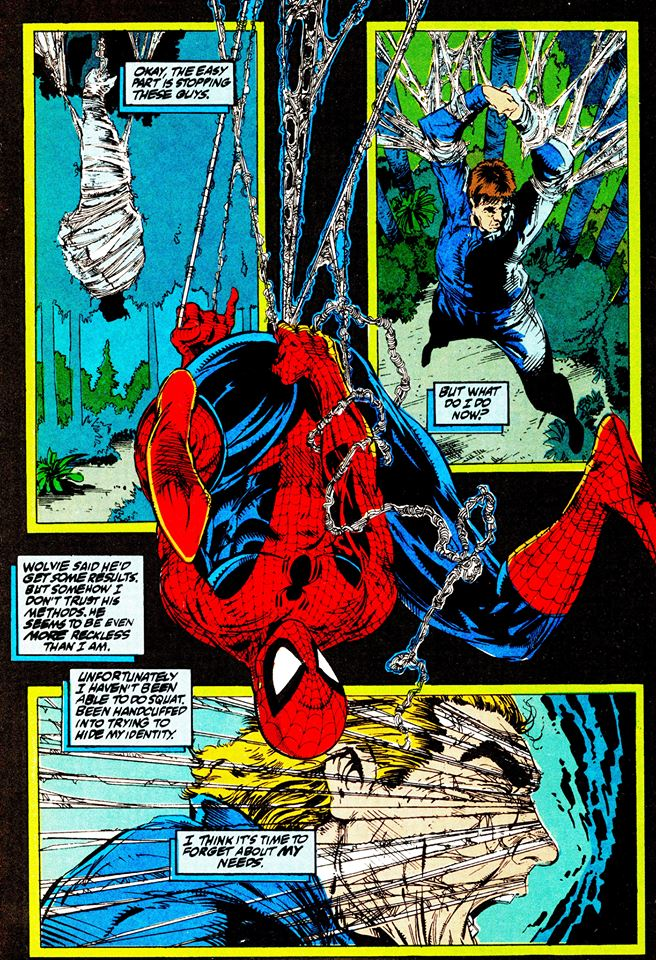 OKAY, THE EASY
PART IS STOPPING
THESE GUYS.
BUT WHAT
DO I DO
NOW?
WOLVIE SAID HE'D
GET SOME RESULTS.
BUT SOMEHOW I
DON'T TRUST HIS
METHODS. HE
SEEMS TO BE EVEN
MORE RECKLESS
THAN I AM.
UNFORTUNATELY
I HAVEN'T BEEN
ABLE TO DO SQUAT.
BEEN HANDCUFFED
INTO TRYING TO
HIDE MY IDENTITY.
I THINK IT'S TIME TO
FORGET ABOUT MY
NEEDS.